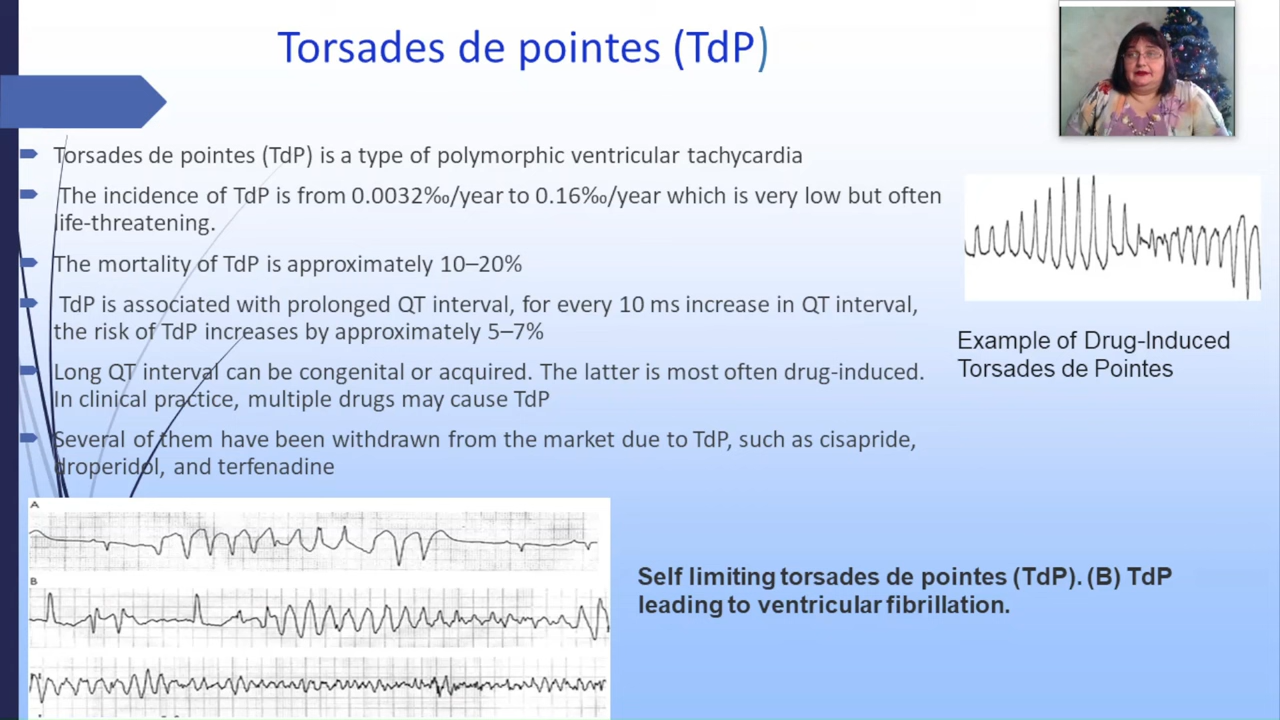 Torsades de pointes (TdP)
Torsades de pointes (TdP) is a type of polymorphic ventricular tachycardia
The incidence of TdP is from 0.0032‰/year to 0.16‰/year which is very low but often
life-threatening.
The mortality of TdP is approximately 10–20%
TdP is associated with prolonged QT interval, for every 10 ms increase in QT interval,
the risk of TdP increases by approximately 5–7%
Long QT interval can be congenital or acquired. The latter is most often drug-induced.
In clinical practice, multiple drugs may cause TdP
Several of them have been withdrawn from the market due to TdP, such as cisapride,
droperidol, and terfenadine
Example of Drug-Induced
Torsades de Pointes
A
B
Self limiting torsades de pointes (TdP). (B) TdP
leading to ventricular fibrillation.